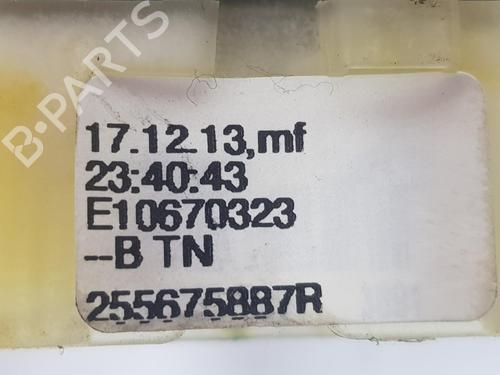 B-PARTS
17.12.13,mf
23:40:43
E10670323
--B TN
255675887R